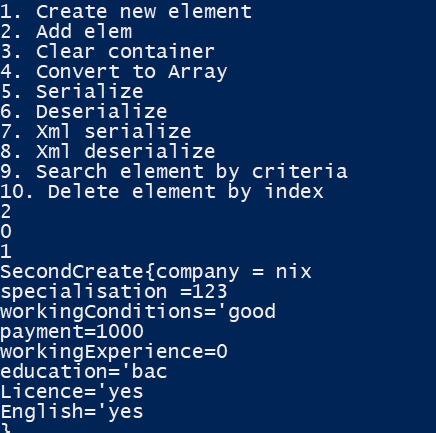 1. Create new element
2. Add elem
3. Clear container
4. Convert to Array
5. Serialize
6. Deserialize
7. Xml serialize
8. Xml deserialize
9. Search element by criteria
10. Delete element by index
2
0
1
SecondCreate{company = nix
specialisation =123
workingConditions='good
payment=1000
workingExperience=0
education='bac
Licence='yes
English='yes
}